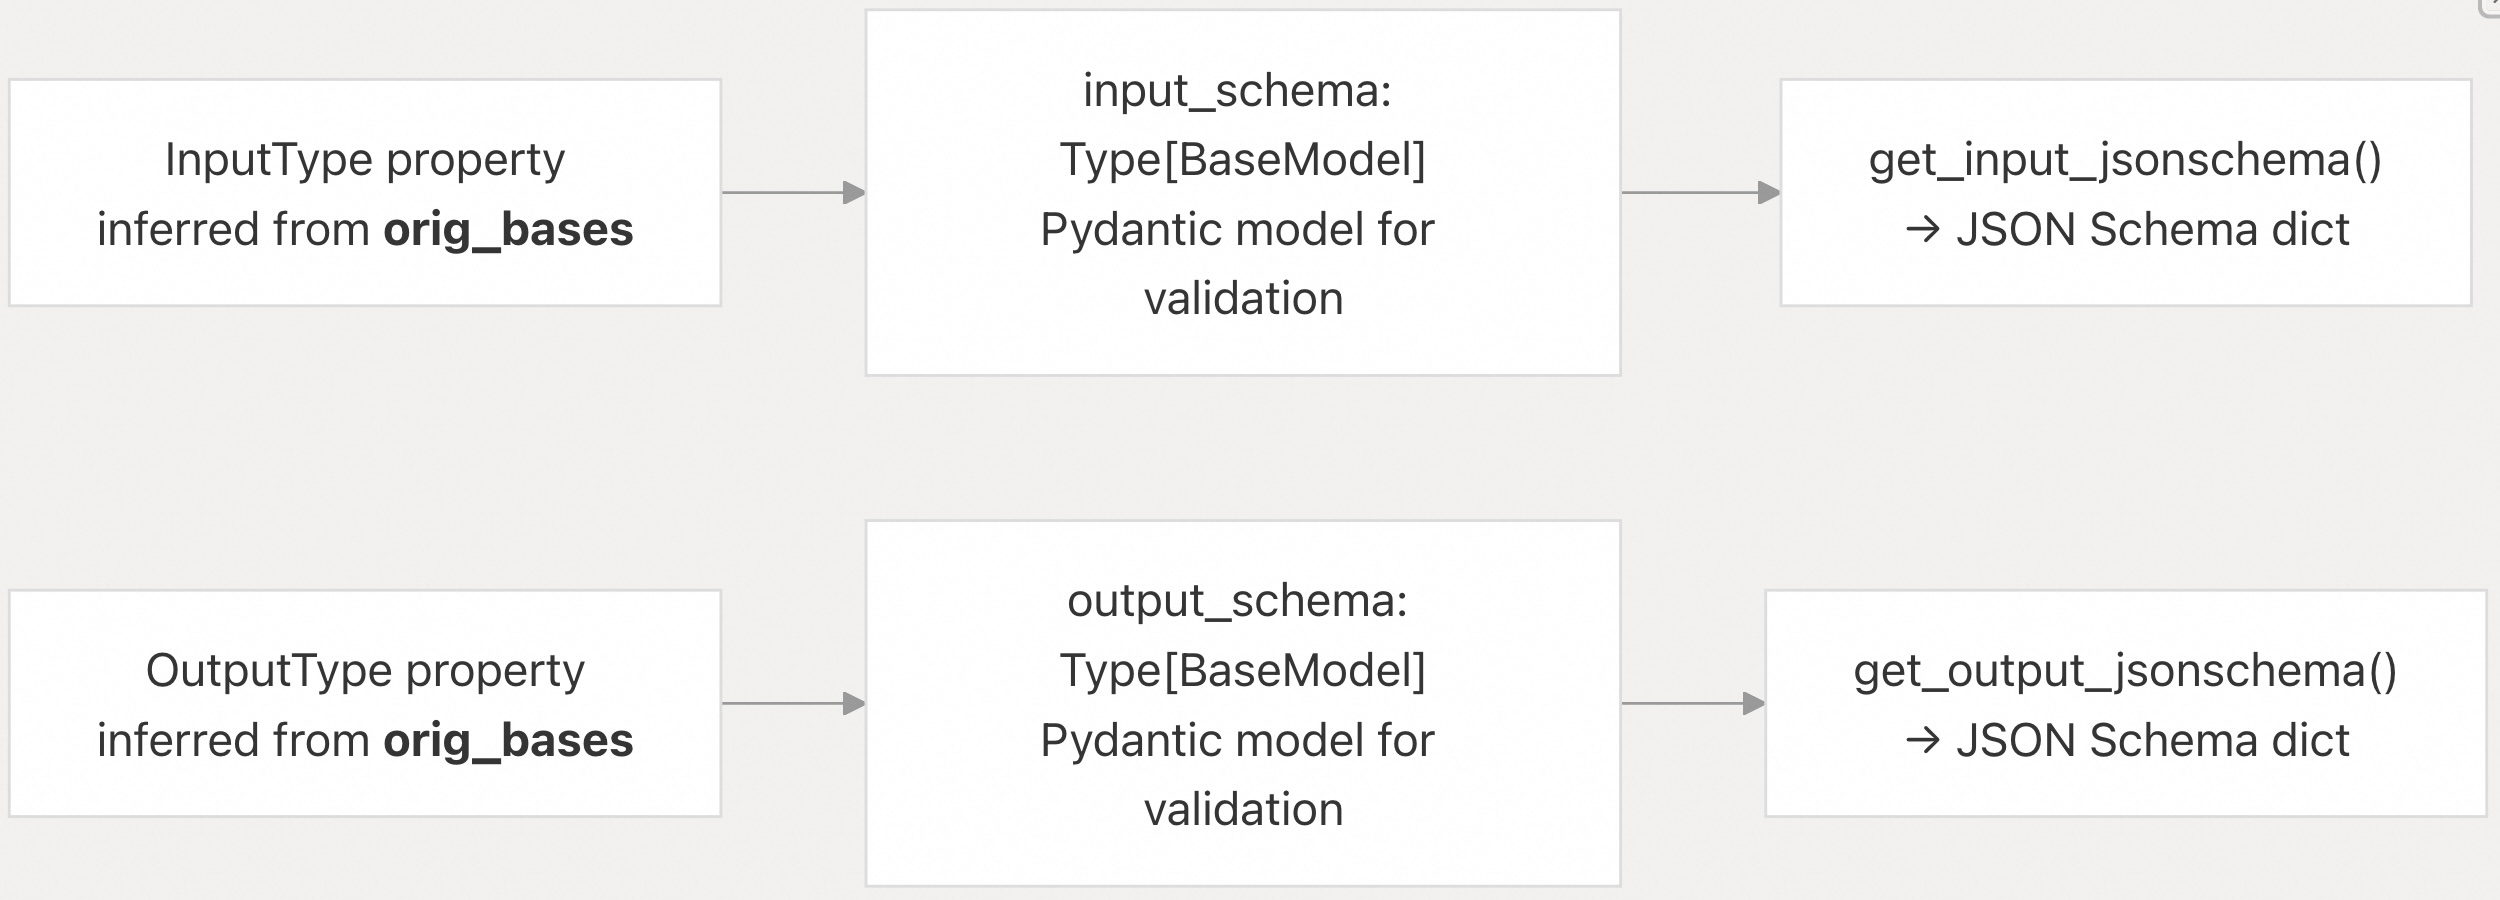 InputType property
inferred from orig_bases
input_schema:
Type[BaseModel]
Pydantic model for
validation
get_input_jsonschema()
→ JSON Schema dict
OutputType property
inferred from orig_bases
output_schema:
Type[BaseModel]
Pydantic model for
validation
get_output_jsonschema()
→ JSON Schema dict